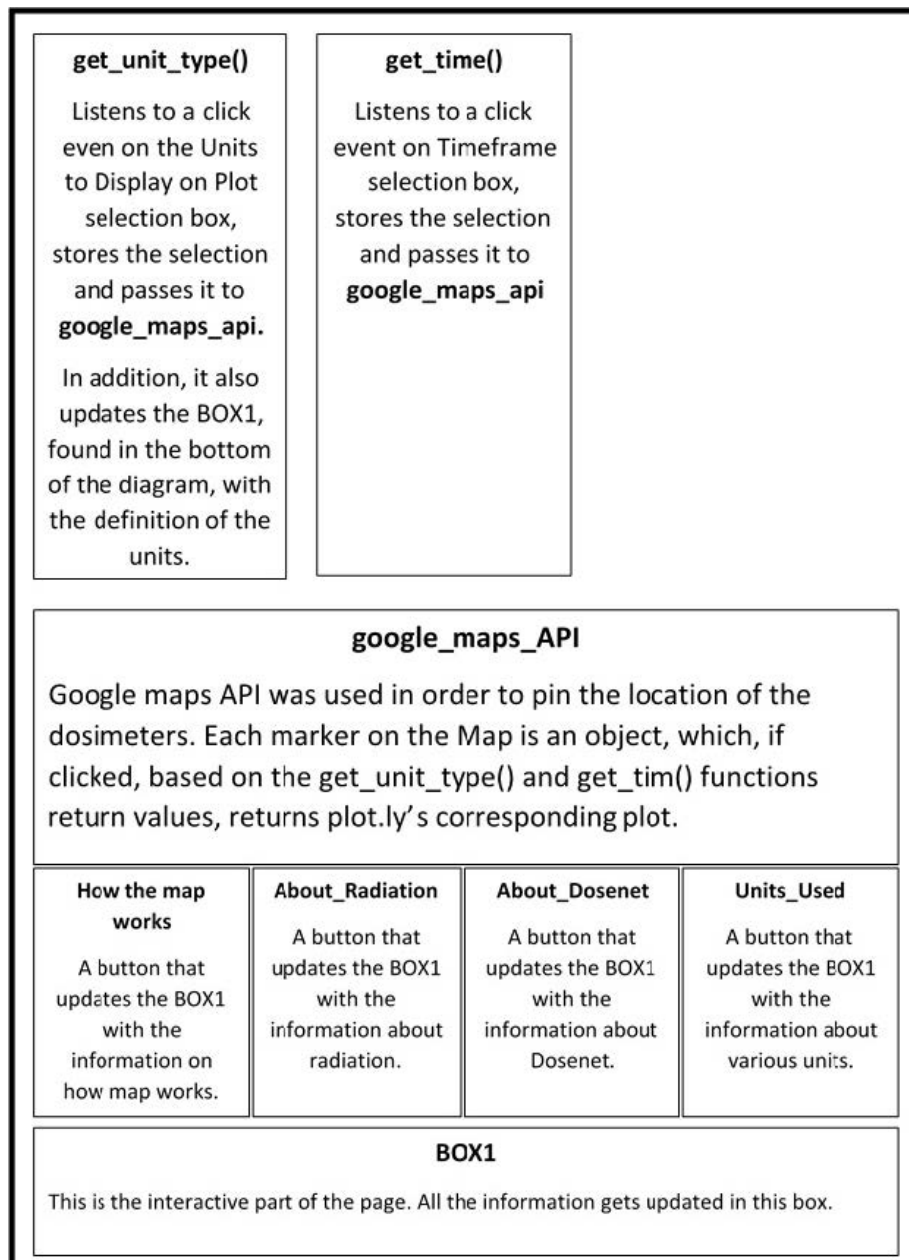 get_unit_type()
Listens to a click
even on the Units
to Display on Plot
selection box,
stores the selection
and passes it to
google_maps_api.
In addition, it also
updates the BOX1,
found in the bottom
of the diagram, with
the definition of the
units.
get_time()
Listens to a click
event on Timeframe
selection box,
stores the selection
and passes it to
google_maps_api
google_maps_API
Google maps API was used in order to pin the location of the
dosimeters. Each marker on the Map is an object, which, if
clicked, based on the get_unit_type() and get_tim() functions
return values, returns plot.ly’s corresponding plot.
How the map
works
A button that
updates the BOX1
with the
information on
how map works.
About_Radiation
A button that
updates the BOX1
with the
information about
radiation.
About_Dosenet
A button that
updates the BOX1
with the
information about
Dosenet.
Units_Used
A button that
updates the BOX1
with the
information about
various units.
BOX1
This is the interactive part of the page. All the information gets updated in this box.